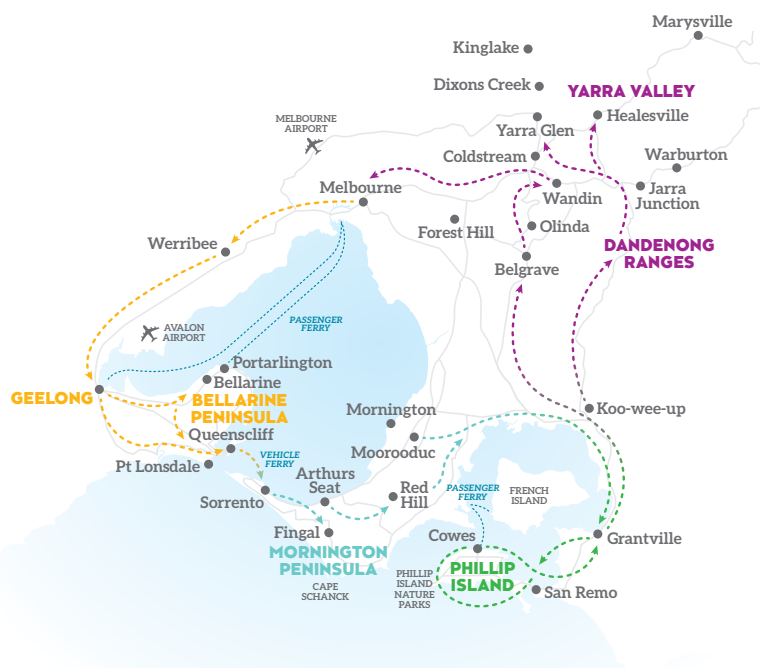 Marysville
Kinglake
Dixons Creek
YARRA VALLEY
MELBOURNE
AIRPORT
Healesville
Yarra Glen
Coldstream
Warburton
Melbourne
Wandin
Jarra
Junction
Forest Hill
Olinda
Werribee
DANDENONG
RANGES
Belgrave
PASSENGER
FERRY
AVALON
AIRPORT
Portarlington
Bellarine
GEELONG
BELLARINE
PENINSULA
Mornington
Koo-wee-up
Queenscliff
Moorooduc
VEHICLE
FERRY
Pt Lonsdale
Arthurs
Seat
Sorrento
Red
Hill
PASSENGER
FERRY
FRENCH
ISLAND
Fingal
Cowes
Grantville
MORNINGTON
PENINSULA
PHILLIP
ISLAND
CAPE
SCHANCK
PHILLIP
ISLAND
NATURE
PARKS
San Remo